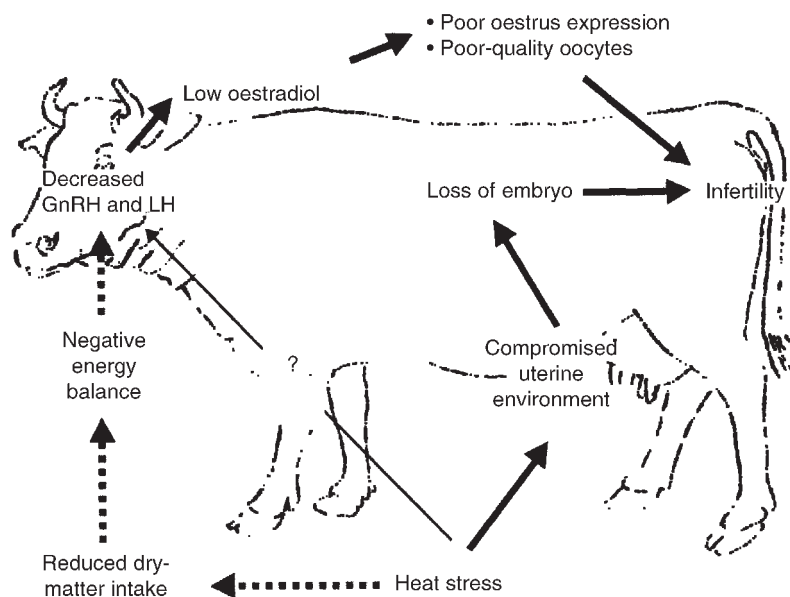 • Poor oestrus expression
• Poor-quality oocytes
Low oestradiol
Decreased
GnRH and LH
Loss of embryo
Infertility
Negative
energy
balance
?
Compromised
uterine
environment
Reduced dry-
matter intake
Heat stress